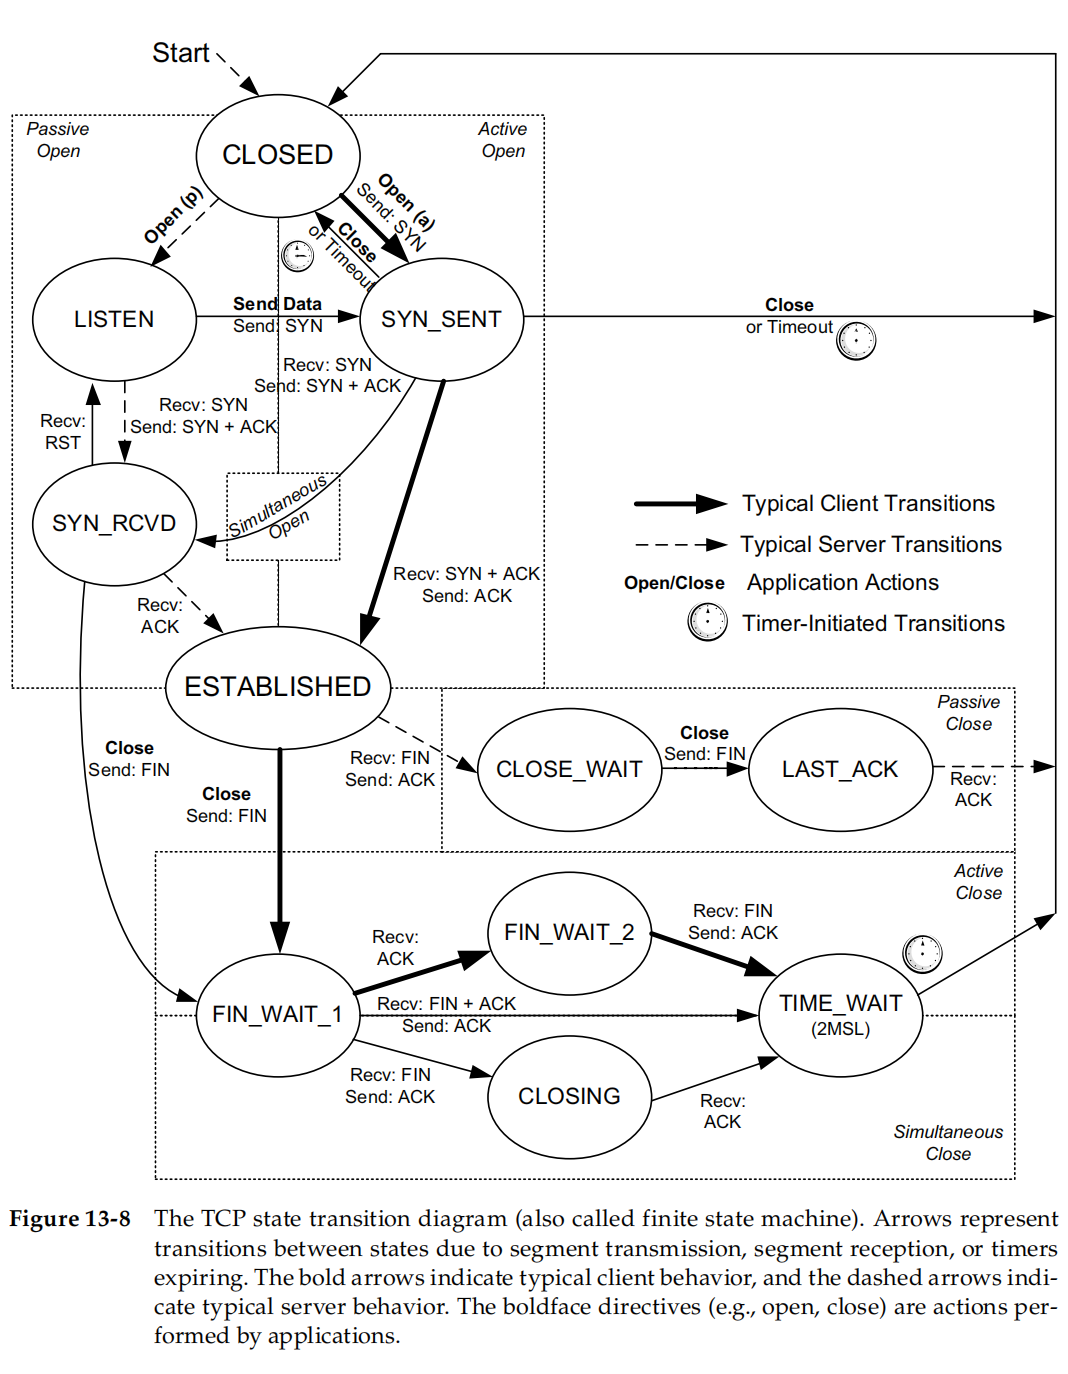 Start
Passive
Open
Active
Open
CLOSED
Open (p)
Open (a)
Send: SYN
Close
or Timeout
LISTEN
Send Data
Send: SYN
SYN_SENT
Close
or Timeout
Recv: SYN
Send: SYN + ACK
Recv: SYN
Send: SYN + ACK
Recv:
RST
SYN_RCVD
Simultaneous
Open
Typical Client Transitions
Typical Server Transitions
Open/Close Application Actions
Timer-Initiated Transitions
Recv: SYN + ACK
Send: ACK
Recv:
ACK
ESTABLISHED
Passive
Close
Close
Send: FIN
Recv: FIN
Send: ACK
CLOSE_WAIT
Close
Send: FIN
LAST_ACK
Recv:
ACK
Close
Send: FIN
Active
Close
Recv:
ACK
FIN_WAIT_2
Recv: FIN
Send: ACK
FIN_WAIT_1
Recv: FIN + ACK
Send: ACK
TIME_WAIT
(2MSL)
Recv: FIN
Send: ACK
CLOSING
Recv:
ACK
Simultaneous
Close
Figure 13-8 The TCP state transition diagram (also called finite state machine). Arrows represent
transitions between states due to segment transmission, segment reception, or timers
expiring. The bold arrows indicate typical client behavior, and the dashed arrows indi-
cate typical server behavior. The boldface directives (e.g., open, close) are actions per-
formed by applications.